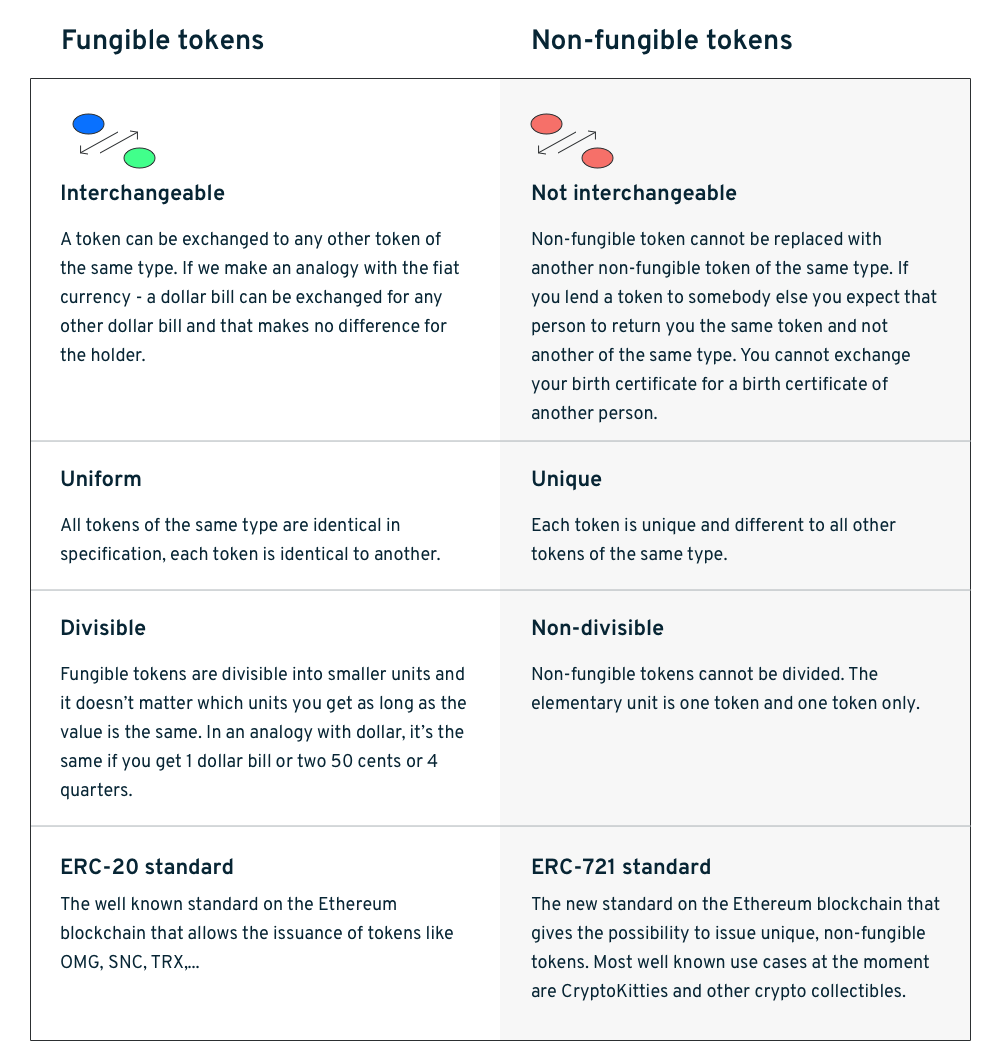 Fungible tokens
Non-fungible tokens
Interchangeable
A token can be exchanged to any other token of
the same type. If we make an analogy with the fiat
currency - a dollar bill can be exchanged for any
other dollar bill and that makes no difference for
the holder.
Not interchangeable
Non-fungible token cannot be replaced with
another non-fungible token of the same type. If
you lend a token to somebody else you expect that
person to return you the same token and not
another of the same type. You cannot exchange
your birth certificate for a birth certificate of
another person.
Uniform
All tokens of the same type are identical in
specification, each token is identical to another.
Unique
Each token is unique and different to all other
tokens of the same type.
Divisible
Fungible tokens are divisible into smaller units and
it doesn’t matter which units you get as long as the
value is the same. In an analogy with dollar, it’s the
same if you get 1 dollar bill or two 50 cents or 4
quarters.
Non-divisible
Non-fungible tokens cannot be divided. The
elementary unit is one token and one token only.
ERC-20 standard
The well known standard on the Ethereum
blockchain that allows the issuance of tokens like
OMG, SNC, TRX,...
ERC-721 standard
The new standard on the Ethereum blockchain that
gives the possibility to issue unique, non-fungible
tokens. Most well known use cases at the moment
are CryptoKitties and other crypto collectibles.